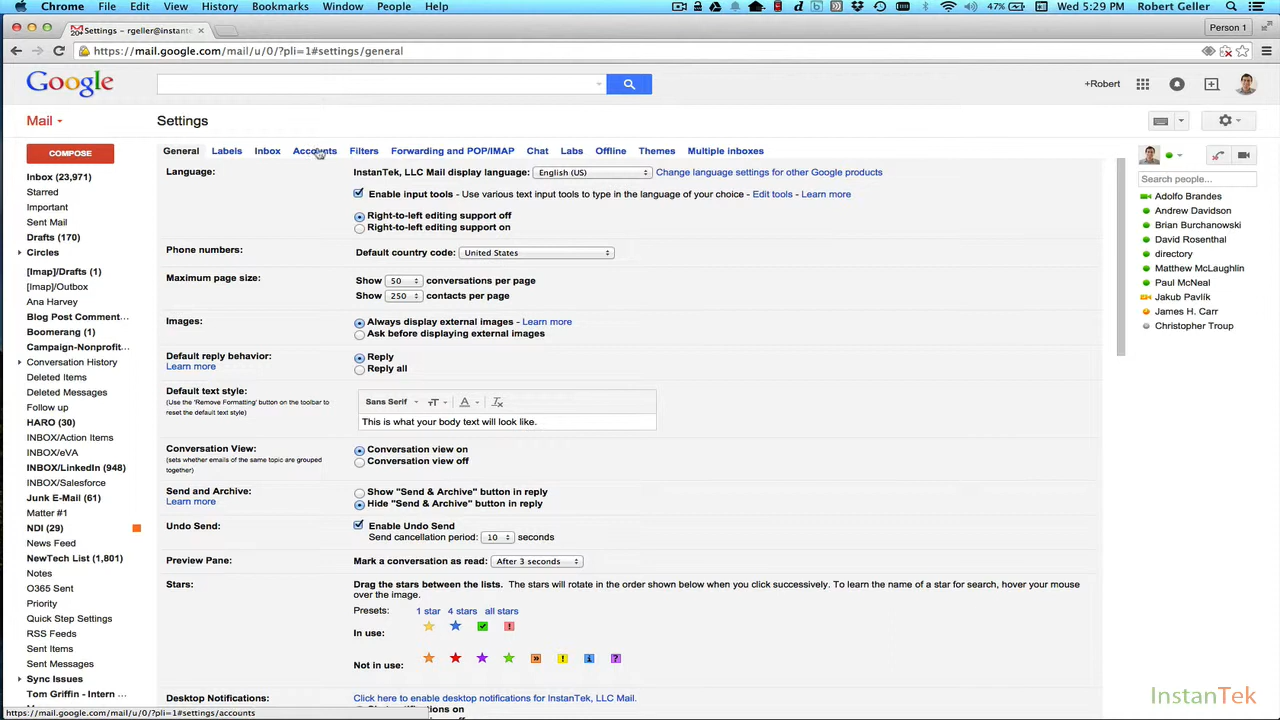 Chrome File Edit View History Bookmarks Window People Help
47% Wed 5:29 PM Robert Geller
Settings - rgeller@instante
Person 1
https://mail.google.com/mail/u/0/?pli=1#settings/general
Google
+Robert
Mail
Settings
COMPOSE
Inbox (23,971)
Starred
Important
Sent Mail
Drafts (170)
Circles
[Imap]/Drafts (1)
[Imap]/Outbox
Ana Harvey
Blog Post Comment...
Boomerang (1)
Campaign-Nonprofit...
Conversation History
Deleted Items
Deleted Messages
Follow up
HARO (30)
INBOX/Action Items
INBOX/eVA
INBOX/LinkedIn (948)
INBOX/Salesforce
Junk E-Mail (61)
Matter #1
NDI (29)
News Feed
NewTech List (1,801)
Notes
O365 Sent
Priority
Quick Step Settings
RSS Feeds
Sent Items
Sent Messages
Sync Issues
Tom Griffin - Intern ...
General Labels Inbox Accounts Filters Forwarding and POP/IMAP Chat Labs Offline Themes Multiple inboxes
Language:
InstanTek, LLC Mail display language: English (US) Change language settings for other Google products
Enable input tools - Use various text input tools to type in the language of your choice - Edit tools - Learn more
Right-to-left editing support off
Right-to-left editing support on
Phone numbers:
Default country code: United States
Maximum page size:
Show 50 conversations per page
Show 250 contacts per page
Images:
Always display external images - Learn more
Ask before displaying external images
Default reply behavior:
Learn more
Reply
Reply all
Default text style:
(Use the 'Remove Formatting' button on the toolbar to
reset the default text style)
Sans Serif
This is what your body text will look like.
Conversation View:
(sets whether emails of the same topic are grouped
together)
Conversation view on
Conversation view off
Send and Archive:
Learn more
Show "Send & Archive" button in reply
Hide "Send & Archive" button in reply
Undo Send:
Enable Undo Send
Send cancellation period: 10 seconds
Preview Pane:
Mark a conversation as read: After 3 seconds
Stars:
Drag the stars between the lists. The stars will rotate in the order shown below when you click successively. To learn the name of a star for search, hover your mouse
over the image.
Presets: 1 star 4 stars all stars
In use:
Not in use:
Desktop Notifications:
Click here to enable desktop notifications for InstanTek, LLC Mail.
Search people...
Adolfo Brandes
Andrew Davidson
Brian Burchanowski
David Rosenthal
directory
Matthew McLaughlin
Paul McNeal
Jakub Pavlik
James H. Carr
Christopher Troup
InstanTek
https://mail.google.com/mail/u/0/?pli=1#settings/accounts